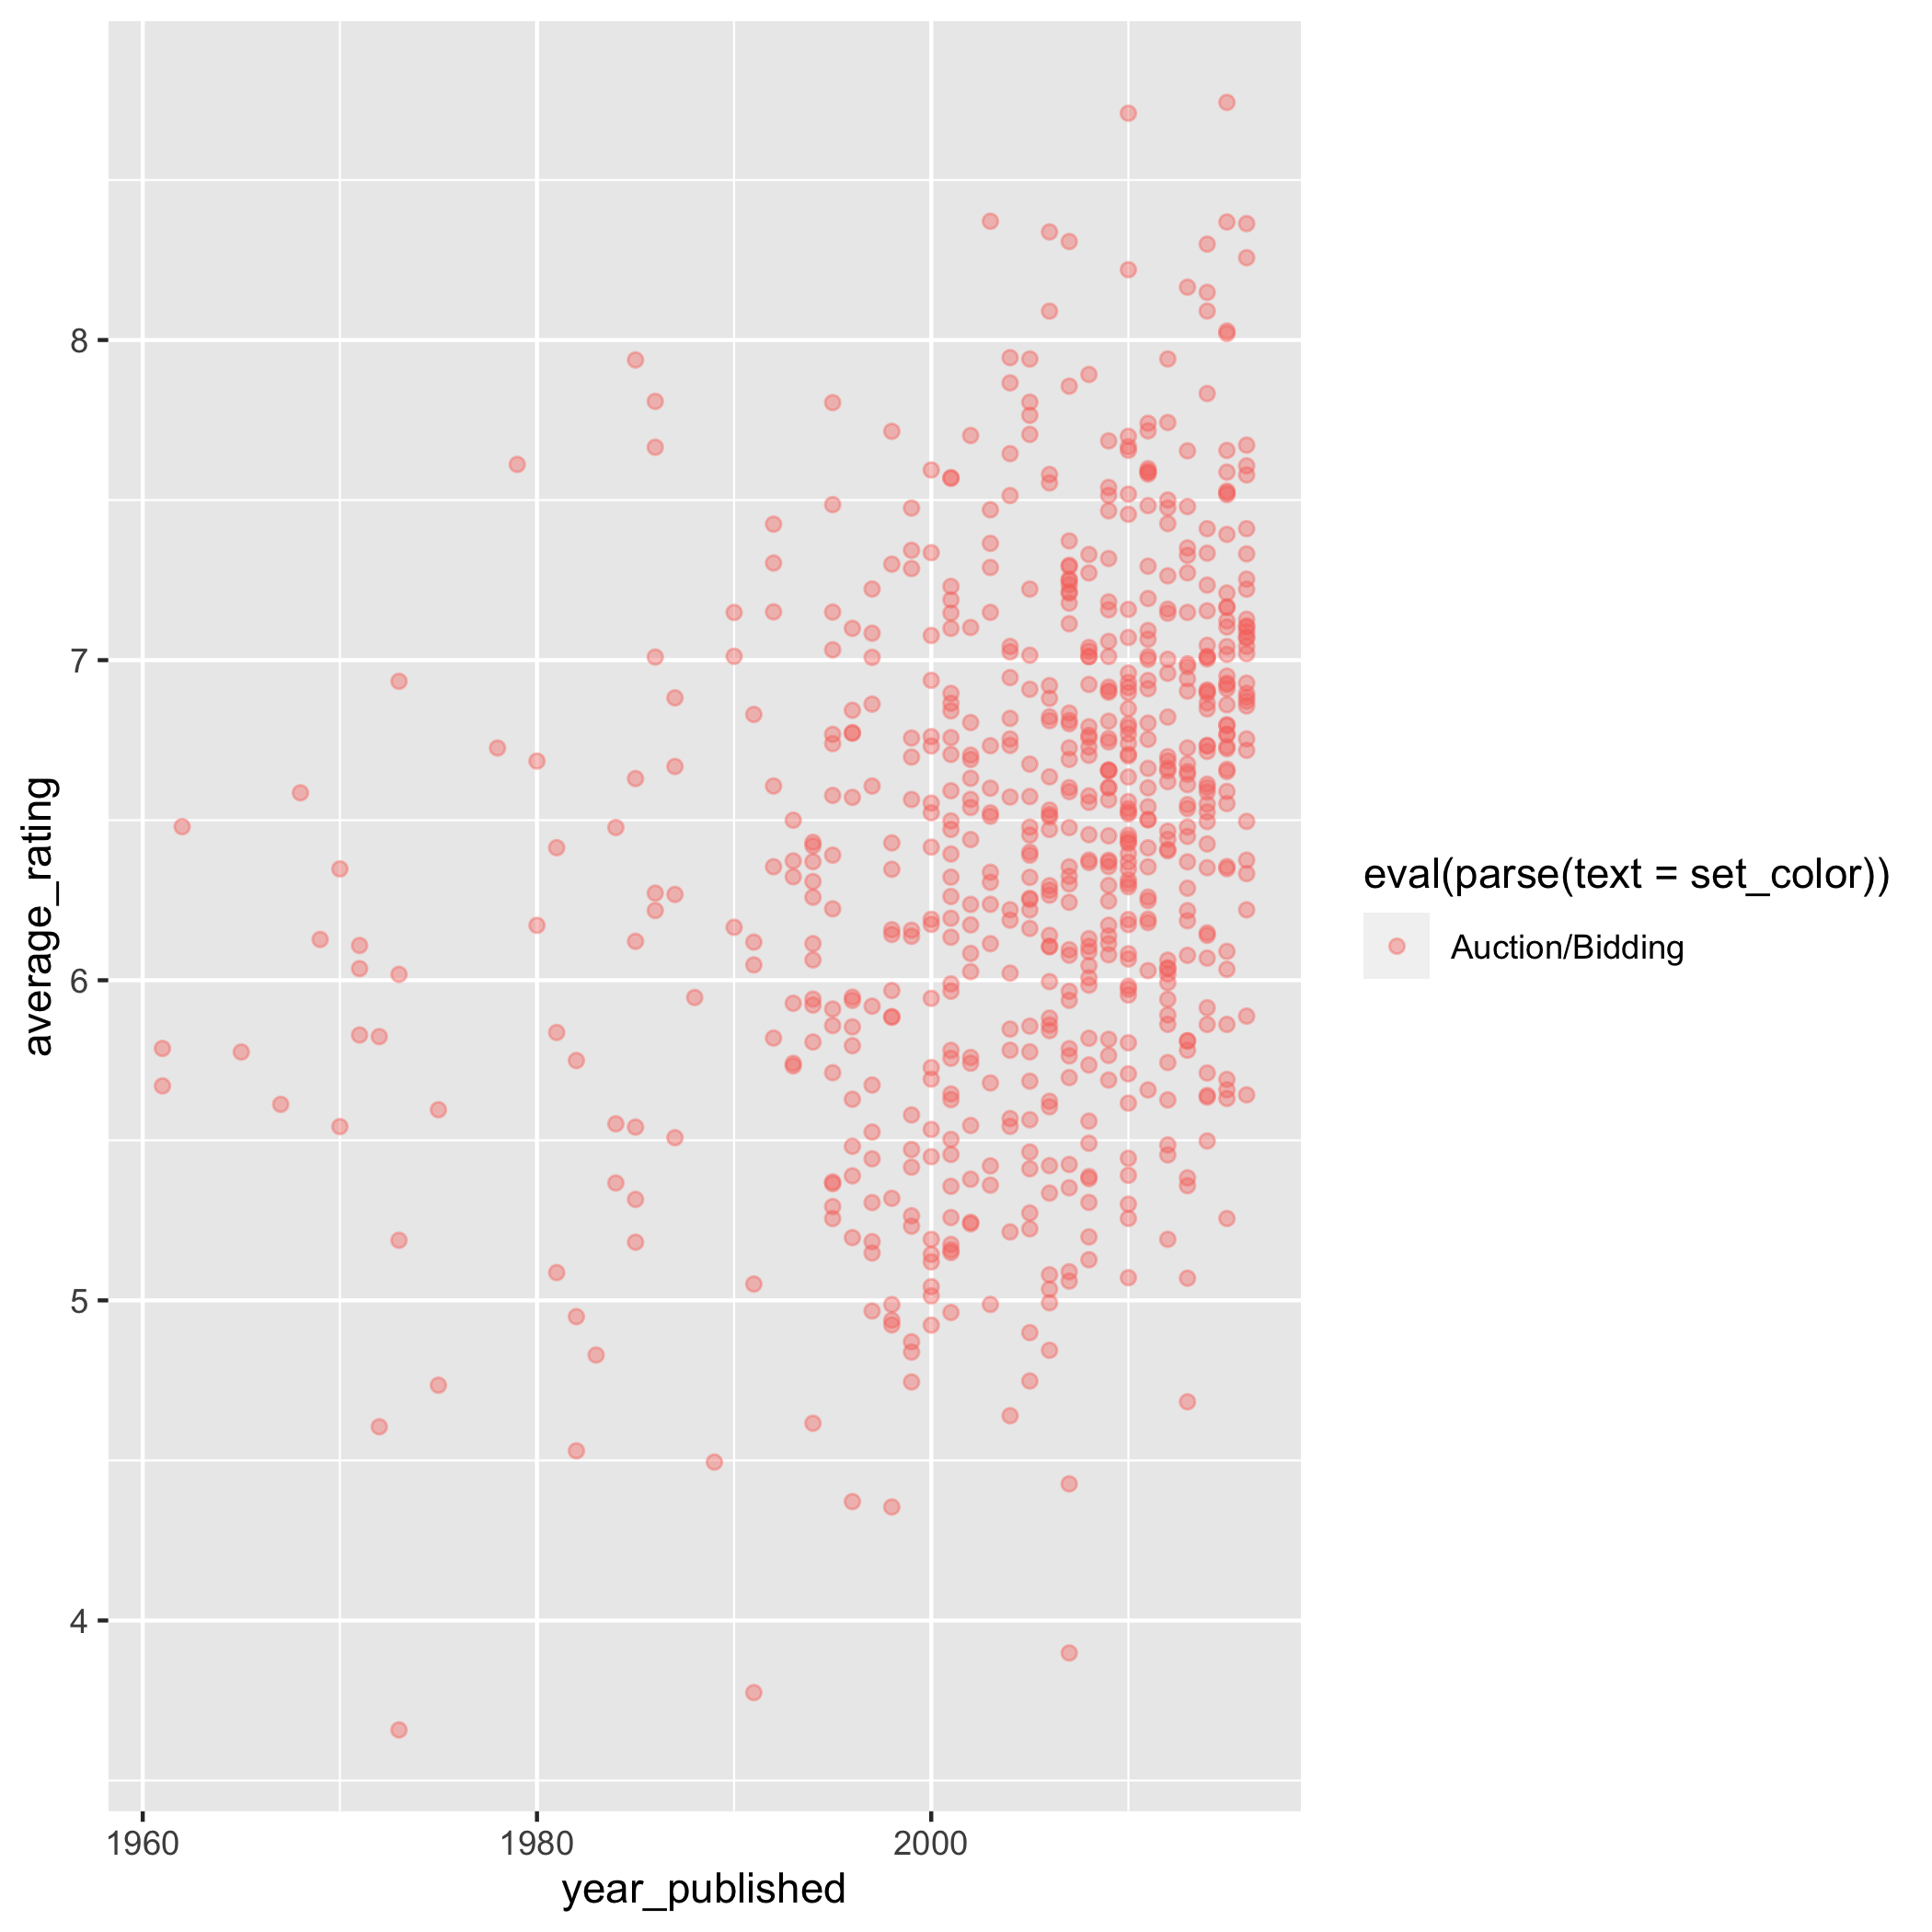 average_rating
8
7
6
5
4
1960
1980
2000
year_published
eval(parse(text = set_color))
Auction/Bidding